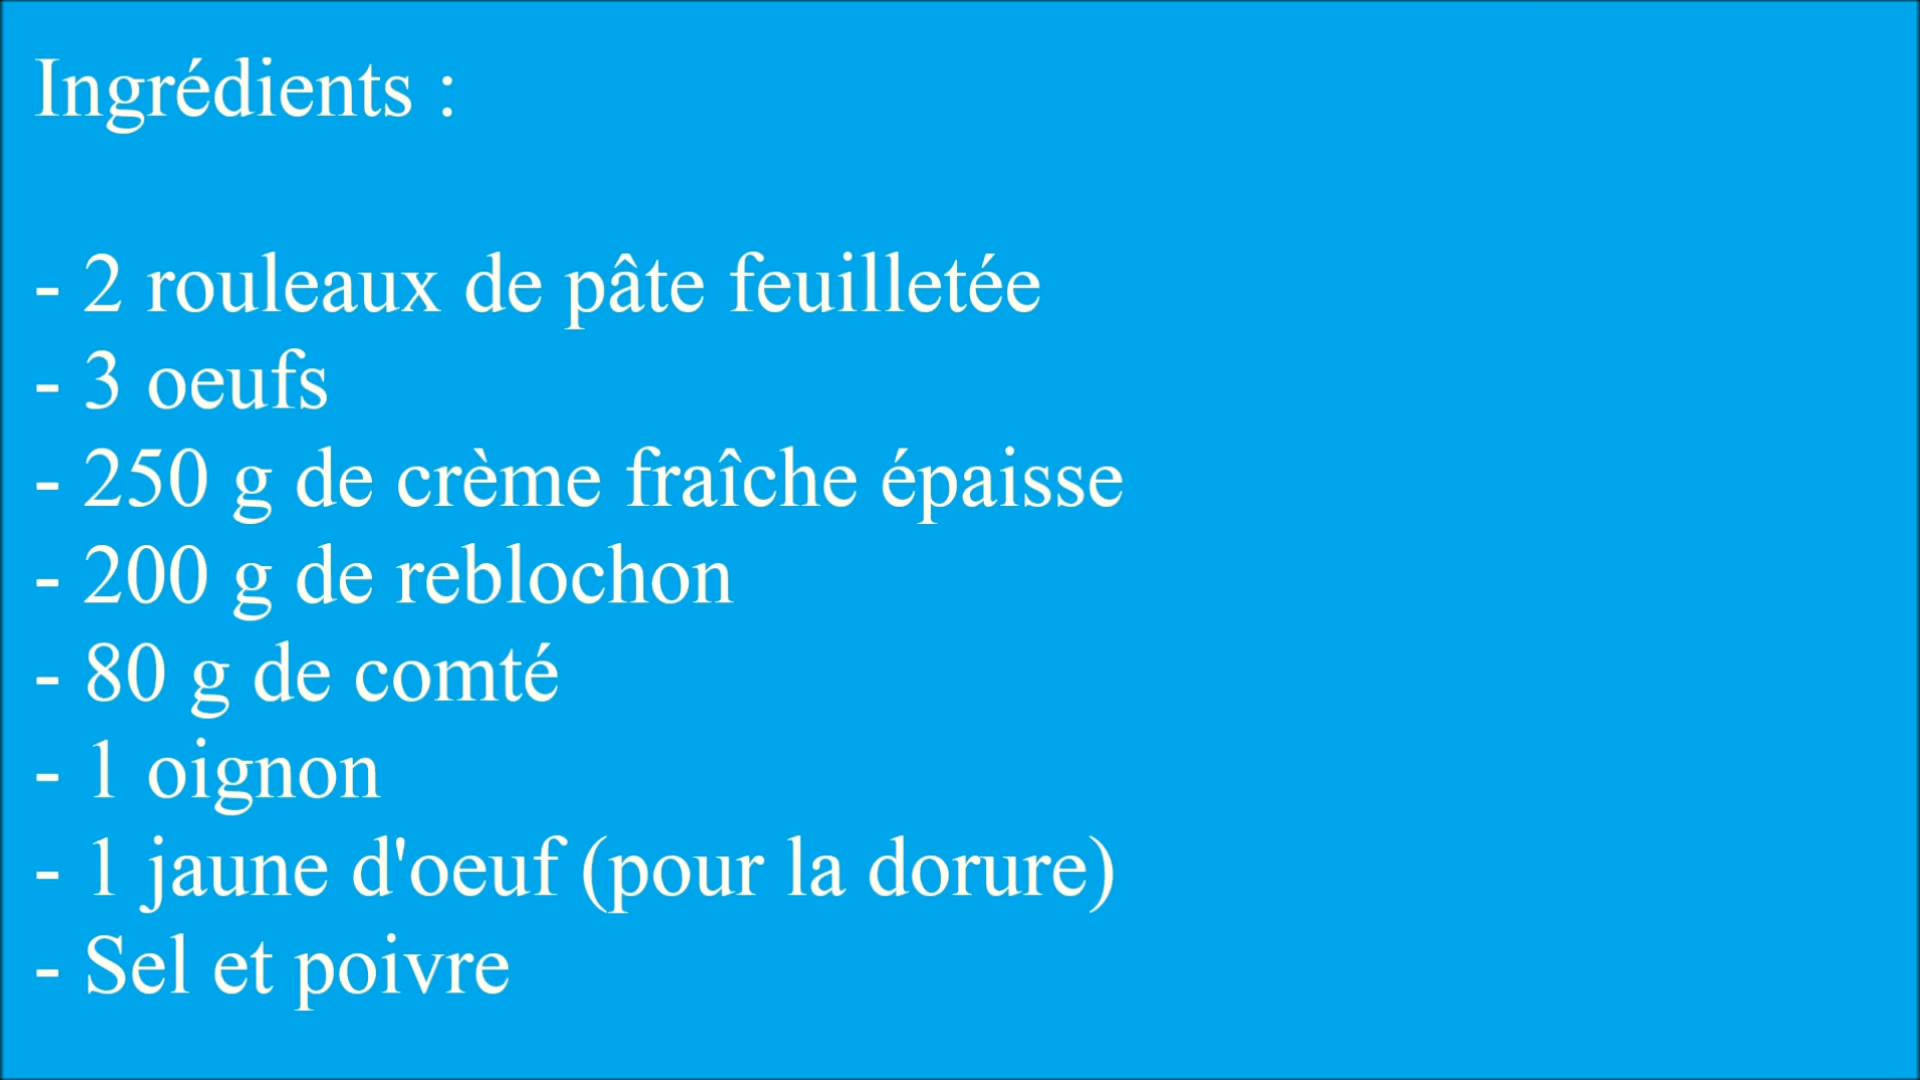 Ingrédients :
- 2 rouleaux de pâte feuilletée
- 3 oeufs
- 250 g de crème fraîche épaisse
- 200 g de reblochon
- 80 g de comté
- 1 oignon
- 1 jaune d'oeuf (pour la dorure)
- Sel et poivre